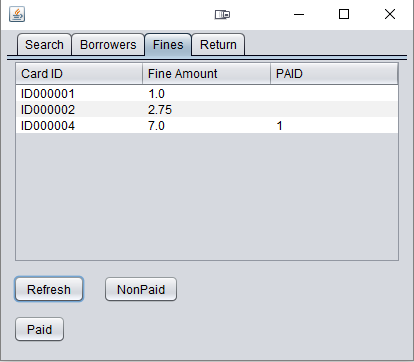 Search Borrowers Fines Return
Card ID Fine Amount PAID
ID000001 1.0
ID000002 2.75
ID000004 7.0 1
Refresh NonPaid
Paid